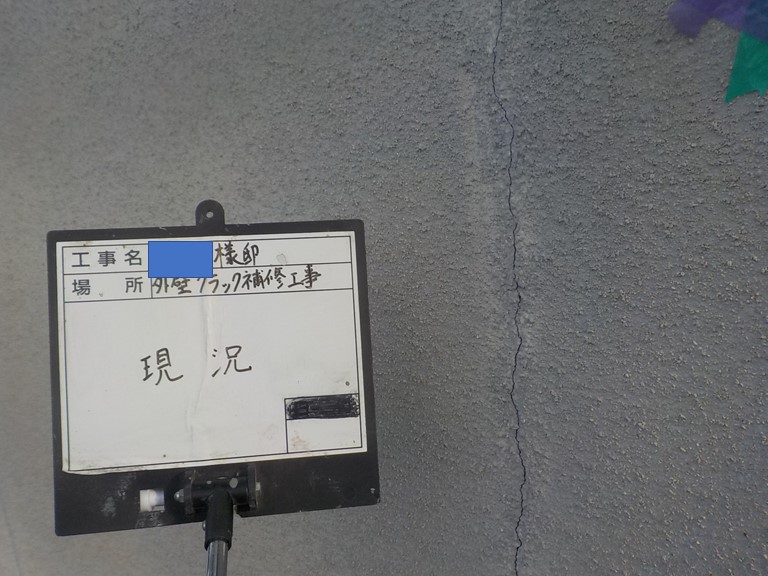 工事名 様邸
場所 外壁クラック補修工事
現況